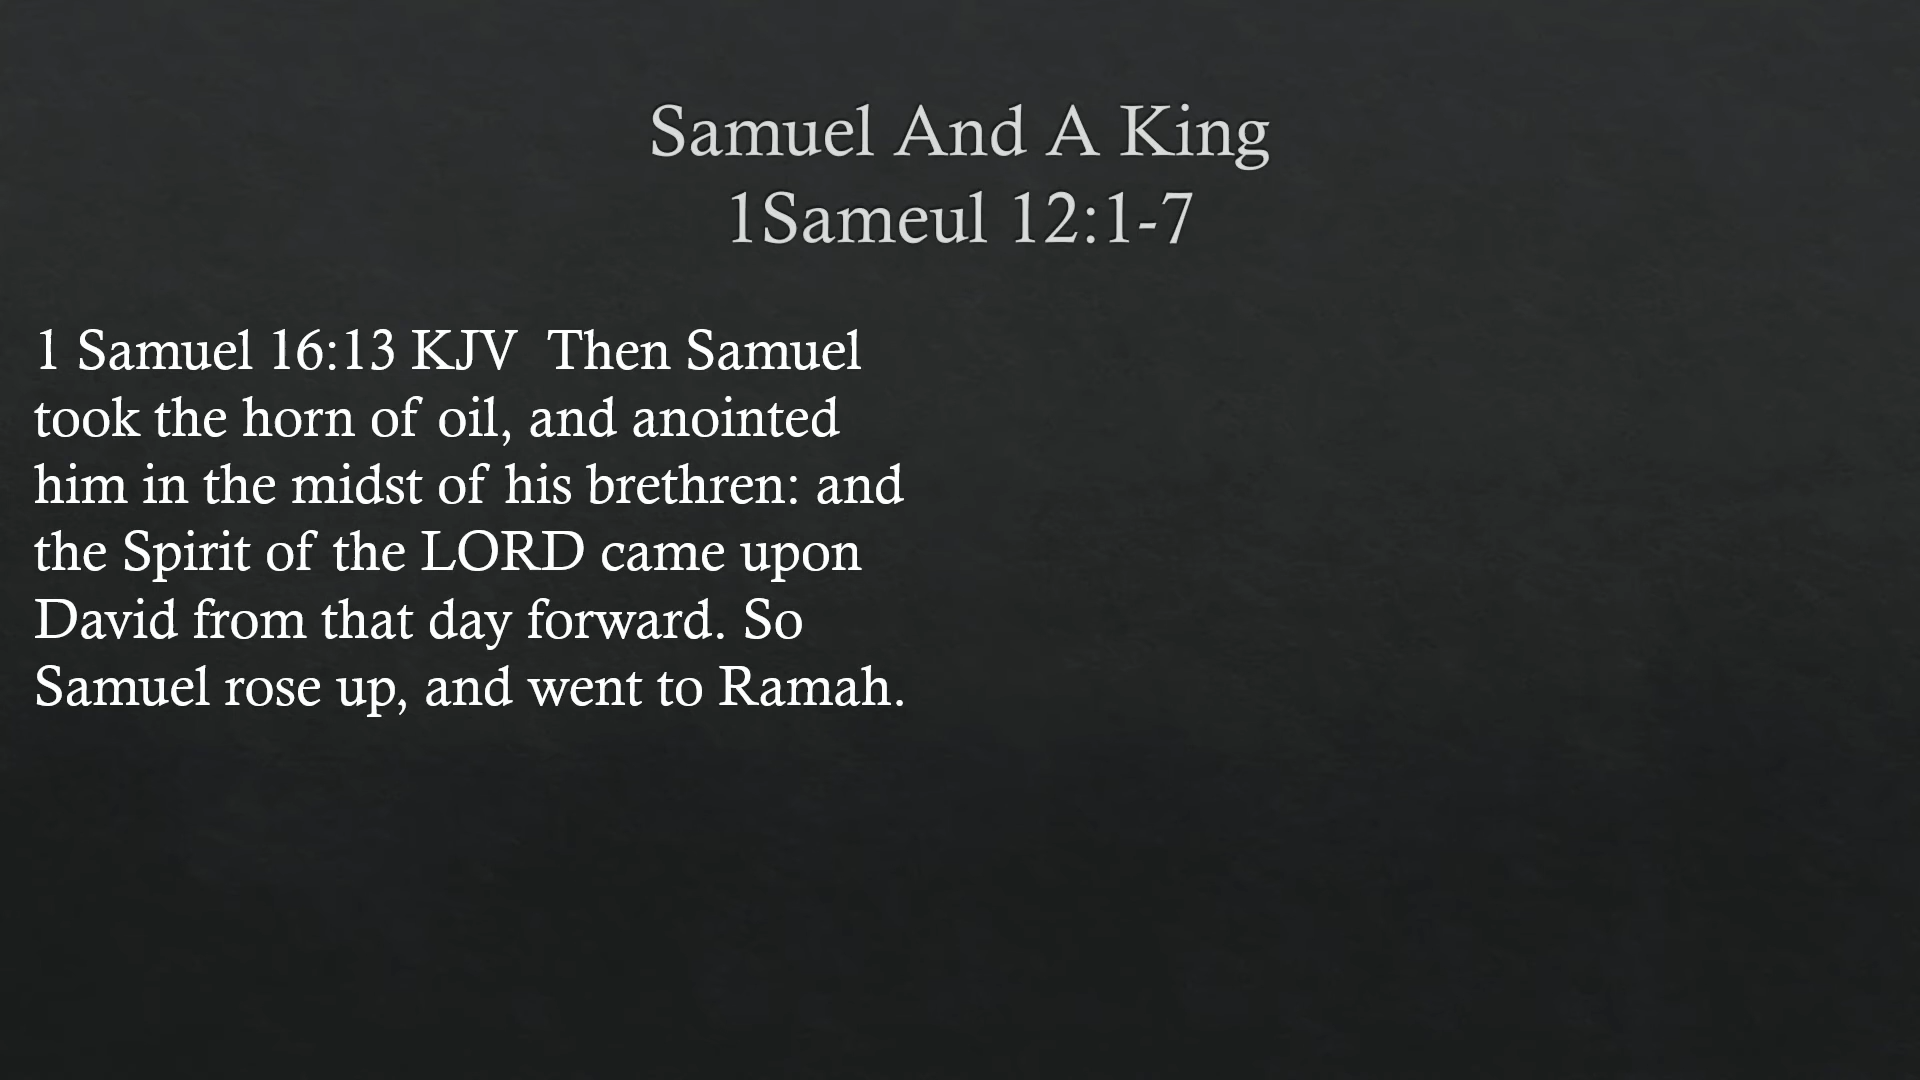 Samuel And A King
1Sameul 12:1-7
1 Samuel 16:13 KJV  Then Samuel
took the horn of oil, and anointed
him in the midst of his brethren: and
the Spirit of the LORD came upon
David from that day forward. So
Samuel rose up, and went to Ramah.